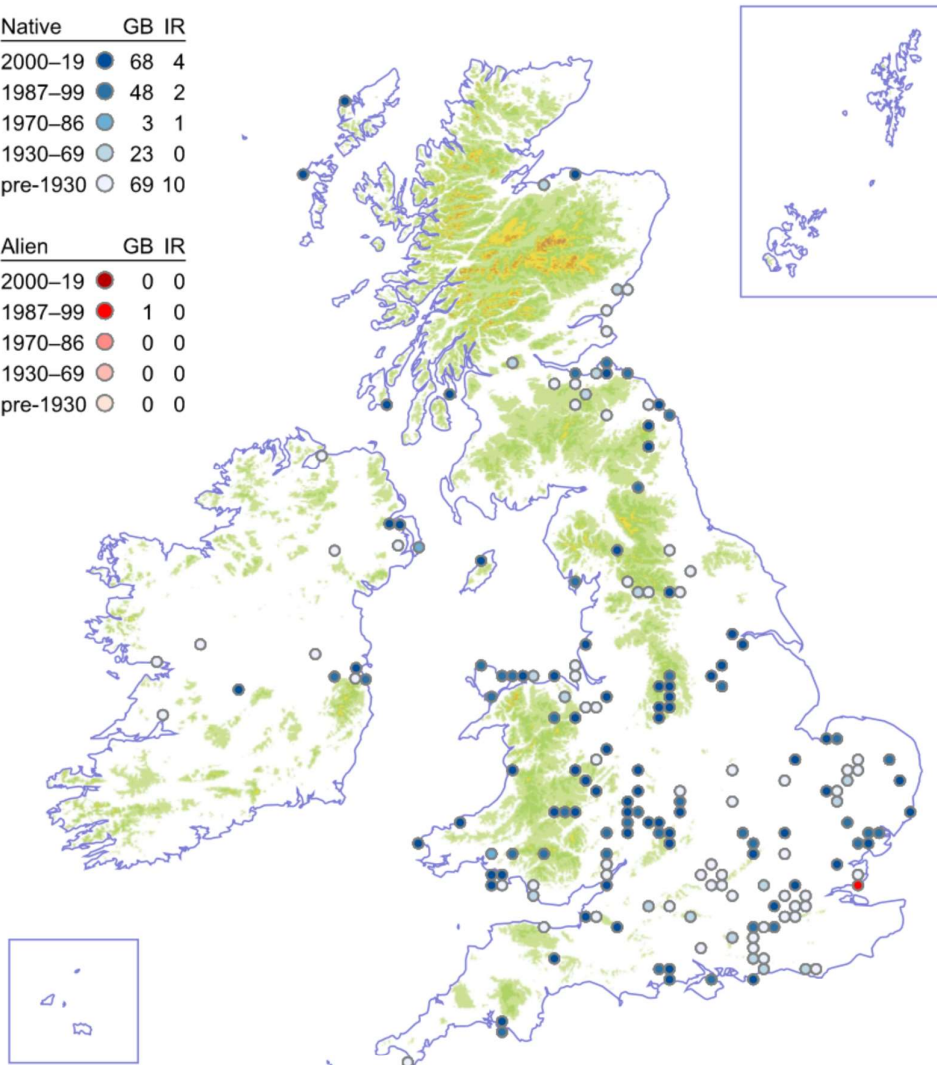 Native GB IR
2000–19 68 4
1987–99 48 2
1970–86 3 1
1930–69 23 0
pre-1930 69 10
Alien GB IR
2000–19 0 0
1987–99 1 0
1970–86 0 0
1930–69 0 0
pre-1930 0 0